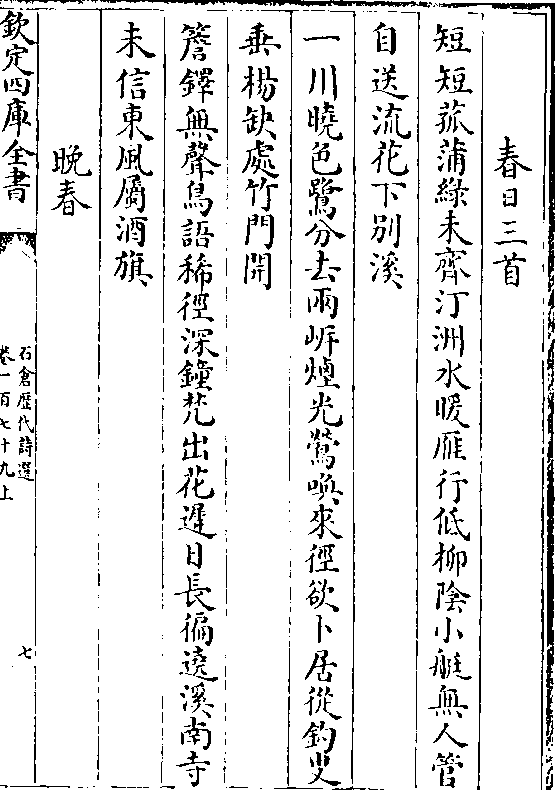 春日三首
短短菰蒲綠未齊汀洲水暖雁行低柳陰小艇無人管
自送流花下別溪
一川曉色鷺分去兩岍煙光鶯喚來徑欲卜居從釣叟
垂楊缺處竹門開
簷鐸無聲鳥語稀徑深鐘梵出花遲日長徧遶溪南寺
未信東風屬酒旗
晚春
欽定四庫全書
石倉歴代詩選
卷一百七十九上
七